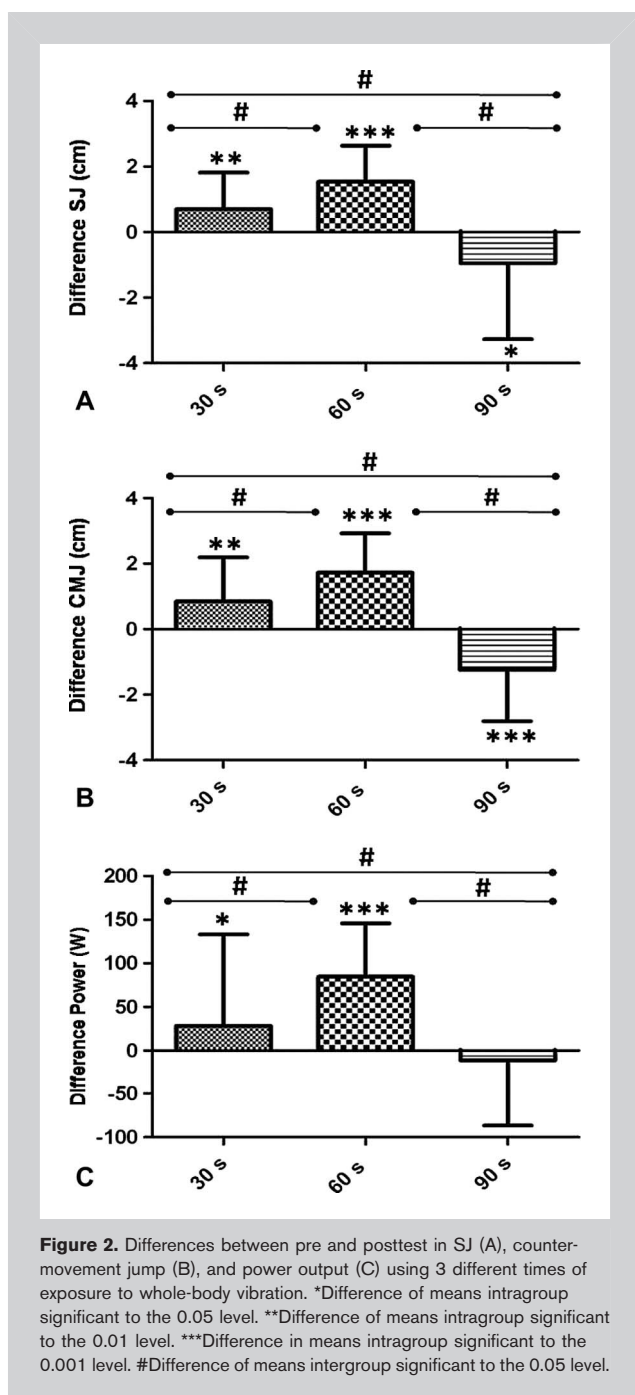 #
# #
4
2
0
-2
-4
Difference SJ (cm)
** *** *
A
30 s 60 s 90 s
#
# #
4
2
0
-2
-4
Difference CMJ (cm)
** *** ***
B
30 s 60 s 90 s
#
# #
200
150
100
50
0
-50
-100
Difference Power (W)
* ***
C
30 s 60 s 90 s
Figure 2. Differences between pre and posttest in SJ (A), counter-
movement jump (B), and power output (C) using 3 different times of
exposure to whole-body vibration. *Difference of means intragroup
significant to the 0.05 level. **Difference of means intragroup significant
to the 0.01 level. ***Difference in means intragroup significant to the
0.001 level. #Difference of means intergroup significant to the 0.05 level.